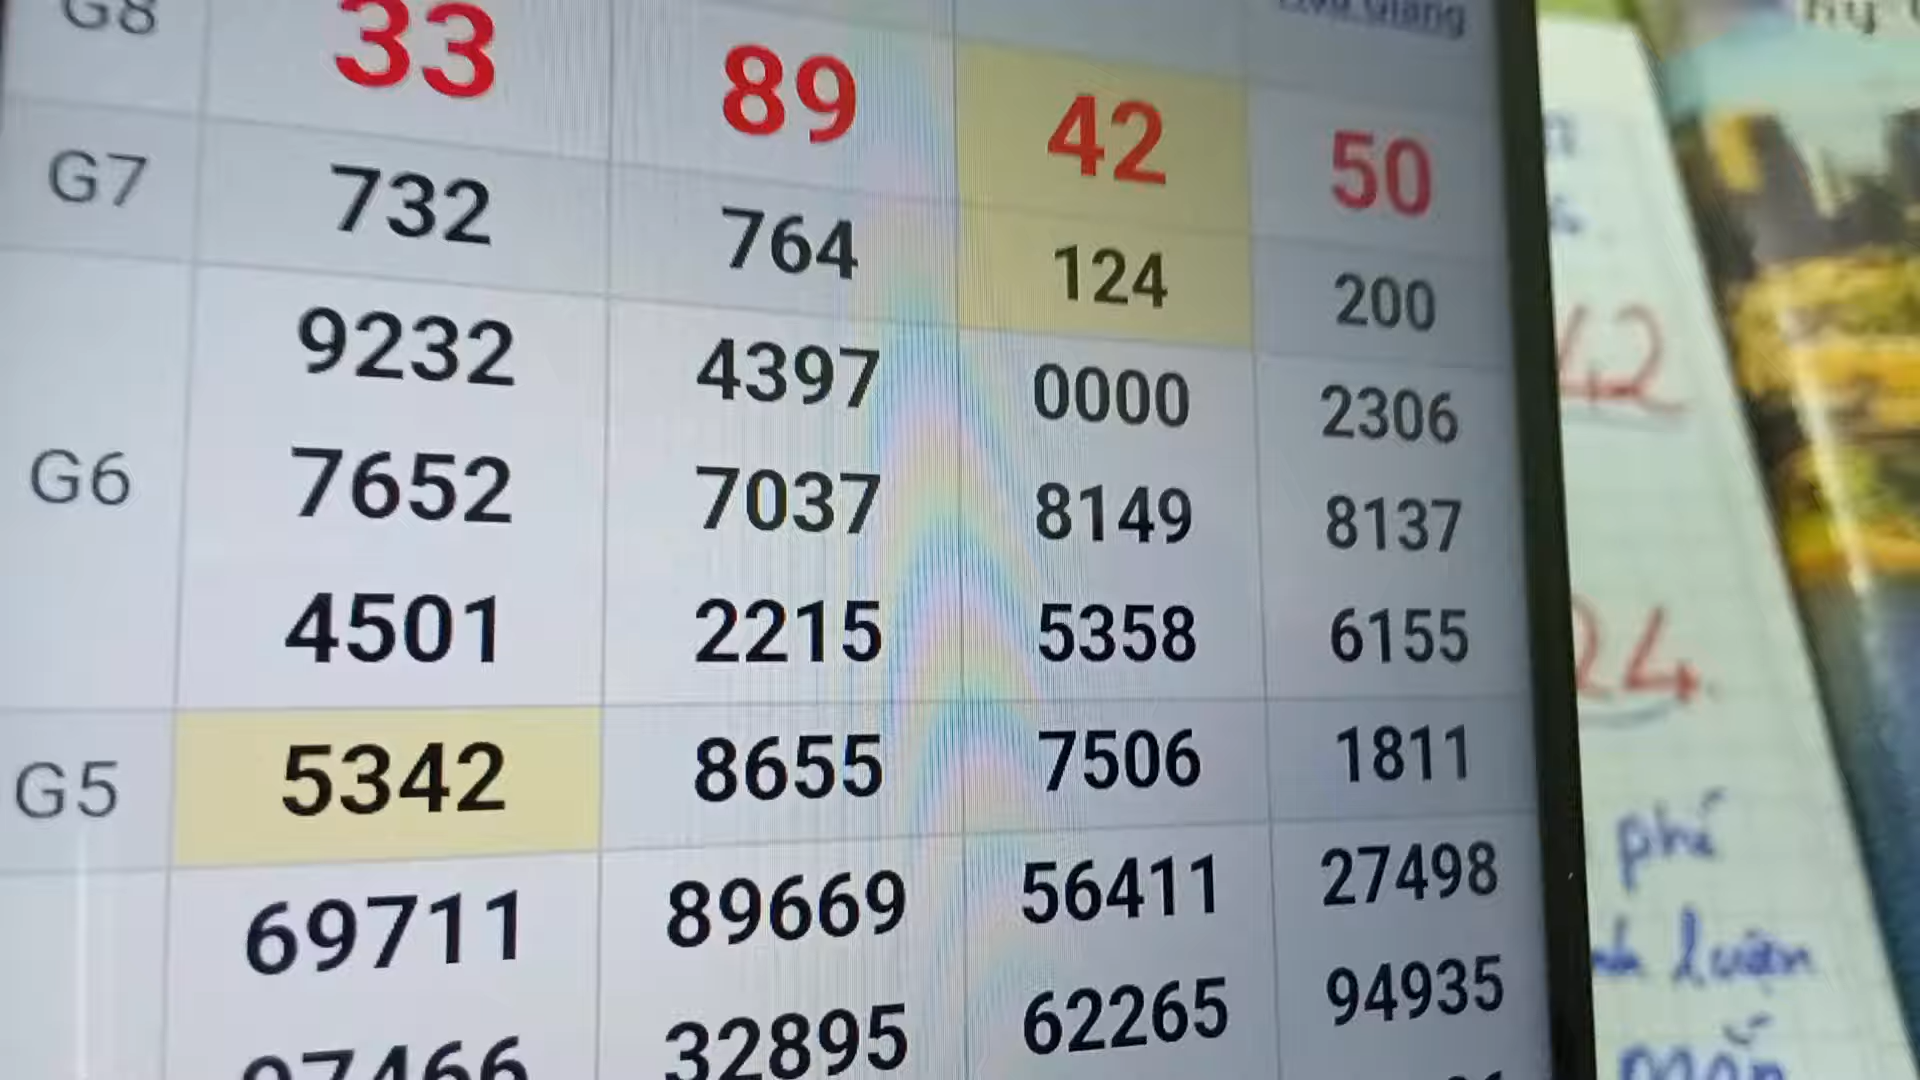 Giang
G8 33 89 42 50
G7 732 764 124 200
9232 4397 0000 2306
G6 7652 7037 8149 8137
4501 2215 5358 6155
G5 5342 8655 7506 1811
69711 89669 56411 27498
97466 32895 62265 94935
42
24
phí
luận